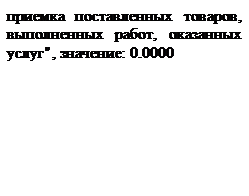 приемка поставленных товаров,
выполненных работ, оказанных
услуг", значение: 0.0000